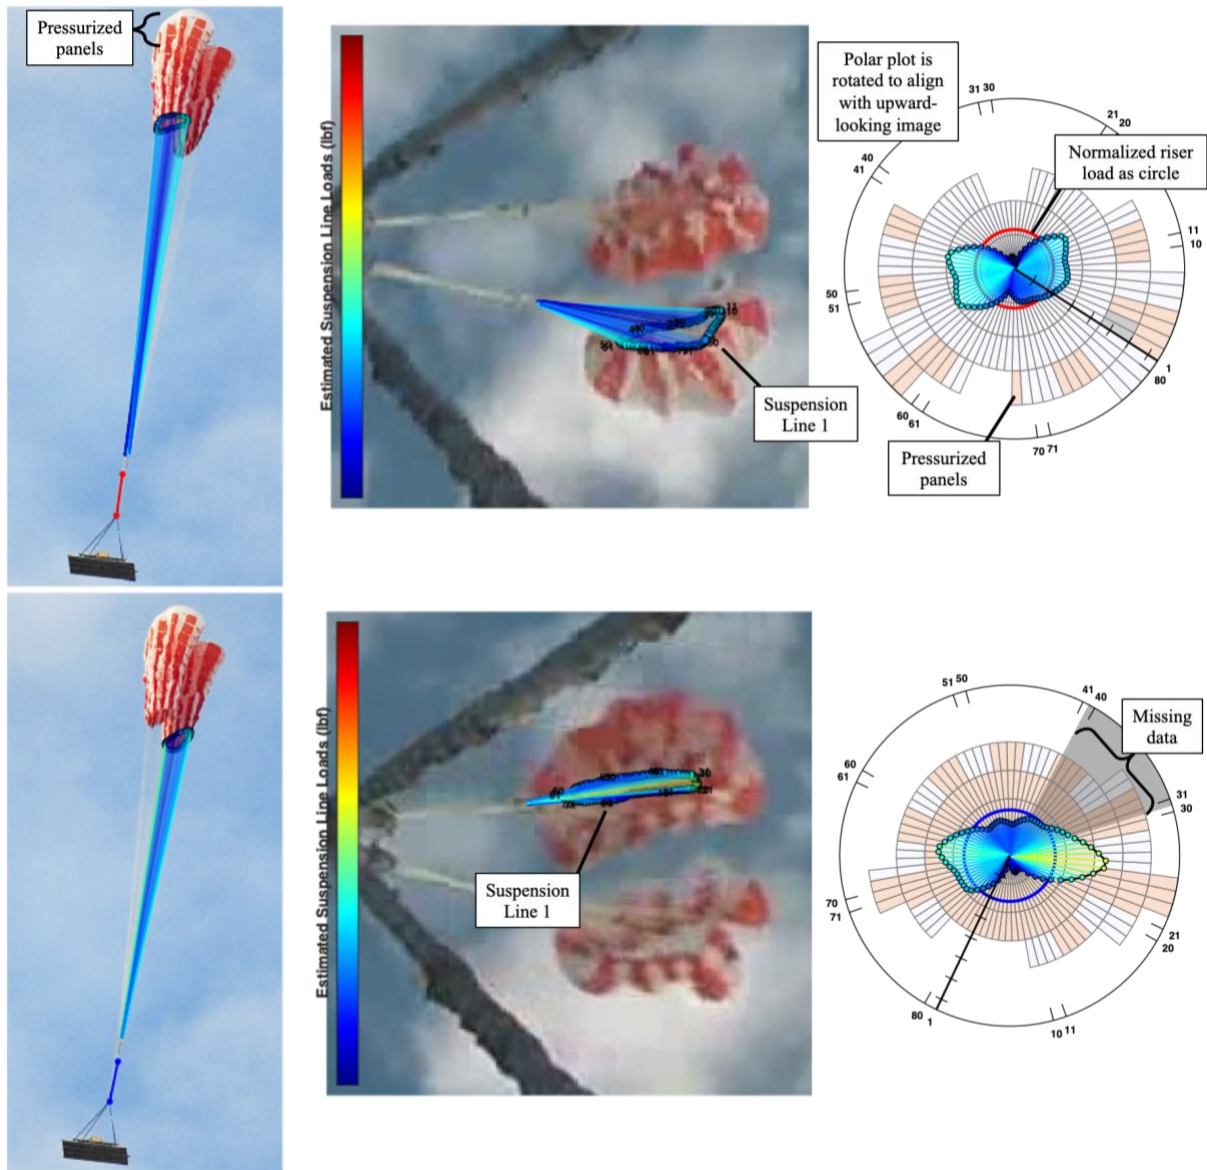 Pressurized
panels
Estimated Suspension Line Loads (lbf)
Suspension
Line 1
Polar plot is
rotated to align
with upward-
looking image
Normalized riser
load as circle
Pressurized
panels
31 30
21
20
40
41
11
10
50
51
1
80
60
61
70 71
Estimated Suspension Line Loads (lbf)
Suspension
Line 1
Missing
data
51 50
41
40
60
61
31
30
70
71
21
20
80
1
10 11